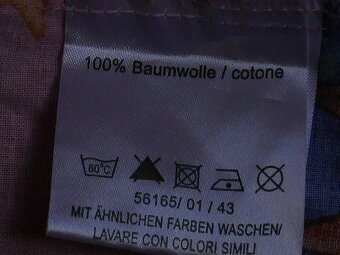 100% Baumwolle / cotone
60°C
56165/ 01 / 43
MIT ÄHNLICHEN FARBEN WASCHEN/
LAVARE CON COLORI SIMILI